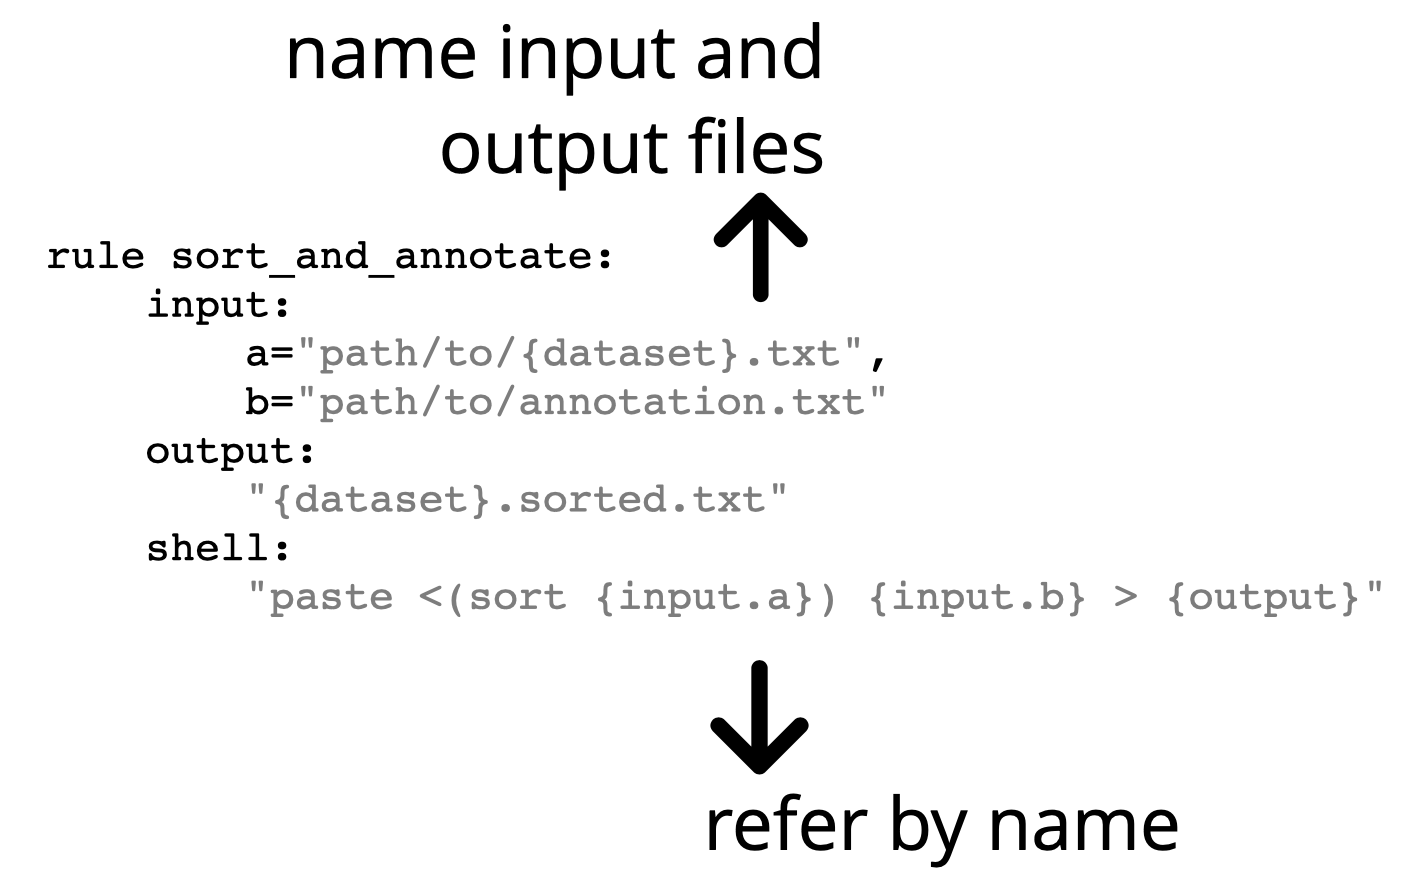 name input and
output files
rule sort_and_annotate:
    input:
        a="path/to/{dataset}.txt",
        b="path/to/annotation.txt"
    output:
        "{dataset}.sorted.txt"
    shell:
        "paste <(sort {input.a}) {input.b} > {output}"
refer by name